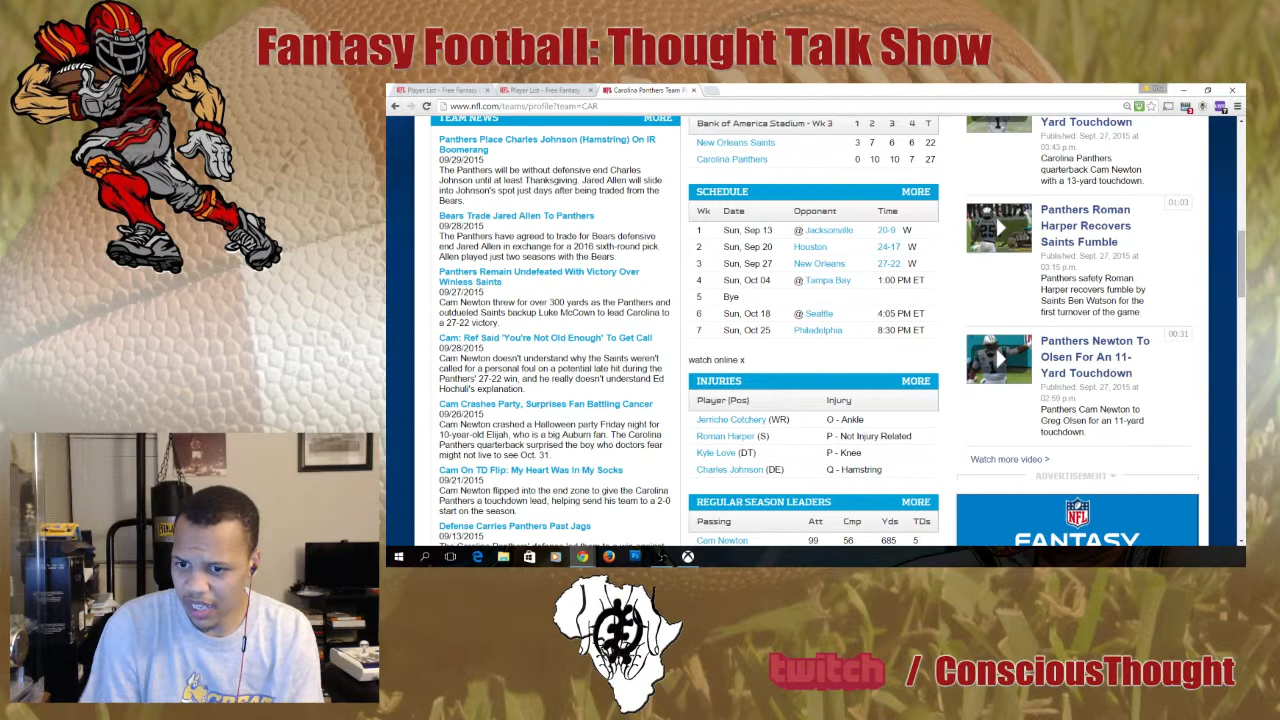 Fantasy Football: Thought Talk Show
Player List - Free Fantasy
Player List - Free Fantasy
Carolina Panthers Team P
www.nfl.com/teams/profile?team=CAR
TEAM NEWS MORE
Panthers Place Charles Johnson (Hamstring) On IR
Boomerang
09/29/2015
The Panthers will be without defensive end Charles
Johnson until at least Thanksgiving. Jared Allen will slide
into Johnson's spot just days after being traded from the
Bears.
Bears Trade Jared Allen To Panthers
09/28/2015
The Panthers have agreed to trade for Bears defensive
end Jared Allen in exchange for a 2016 sixth-round pick
Allen played just two seasons with the Bears.
Panthers Remain Undefeated With Victory Over
Winless Saints
09/27/2015
Cam Newton threw for over 300 yards as the Panthers and
outdueled Saints backup Luke McCown to lead Carolina to
a 27-22 victory.
Cam: Ref Said 'You're Not Old Enough' To Get Call
09/28/2015
Cam Newton doesn't understand why the Saints weren't
called for a personal foul on a potential late hit during the
Panthers' 27-22 win, and he really doesn't understand Ed
Hochuli's explanation.
Cam Crashes Party, Surprises Fan Battling Cancer
09/26/2015
Cam Newton crashed a Halloween party Friday night for
10-year-old Elijah, who is a big Auburn fan. The Carolina
Panthers quarterback surprised the boy who doctors fear
might not live to see Oct. 31.
Cam On TD Flip: My Heart Was In My Socks
09/21/2015
Cam Newton flipped into the end zone to give the Carolina
Panthers a touchdown lead, helping send his team to a 2-0
start on the season.
Defense Carries Panthers Past Jags
09/13/2015
Bank of America Stadium - Wk 3 1 2 3 4 T
New Orleans Saints 3 7 6 6 22
Carolina Panthers 0 10 10 7 27
SCHEDULE MORE
Wk Date Opponent Time
1 Sun, Sep 13 @ Jacksonville 20-9 W
2 Sun, Sep 20 Houston 24-17 W
3 Sun, Sep 27 New Orleans 27-22 W
4 Sun, Oct 04 @ Tampa Bay 1:00 PM ET
5 Bye
6 Sun, Oct 18 @ Seattle 4:05 PM ET
7 Sun, Oct 25 Philadelphia 8:30 PM ET
watch online x
INJURIES MORE
Player (Pos) Injury
Jerricho Cotchery (WR) O - Ankle
Roman Harper (S) P - Not Injury Related
Kyle Love (DT) P - Knee
Charles Johnson (DE) Q - Hamstring
REGULAR SEASON LEADERS MORE
Passing Att Cmp Yds TDs
Cam Newton 99 56 685 5
Yard Touchdown
Published: Sept. 27, 2015 at
03:43 p.m.
Carolina Panthers
quarterback Cam Newton
with a 13-yard touchdown.
01:03
Panthers Roman
Harper Recovers
Saints Fumble
Published: Sept. 27, 2015 at
03:15 p.m.
Panthers safety Roman
Harper recovers fumble by
Saints Ben Watson for the
first turnover of the game.
00:31
Panthers Newton To
Olsen For An 11-
Yard Touchdown
Published: Sept. 27, 2015 at
02:59 p.m.
Panthers Cam Newton to
Greg Olsen for an 11-yard
touchdown.
Watch more video >
ADVERTISEMENT
NFL
FANTASY
twitch / ConsciousThought